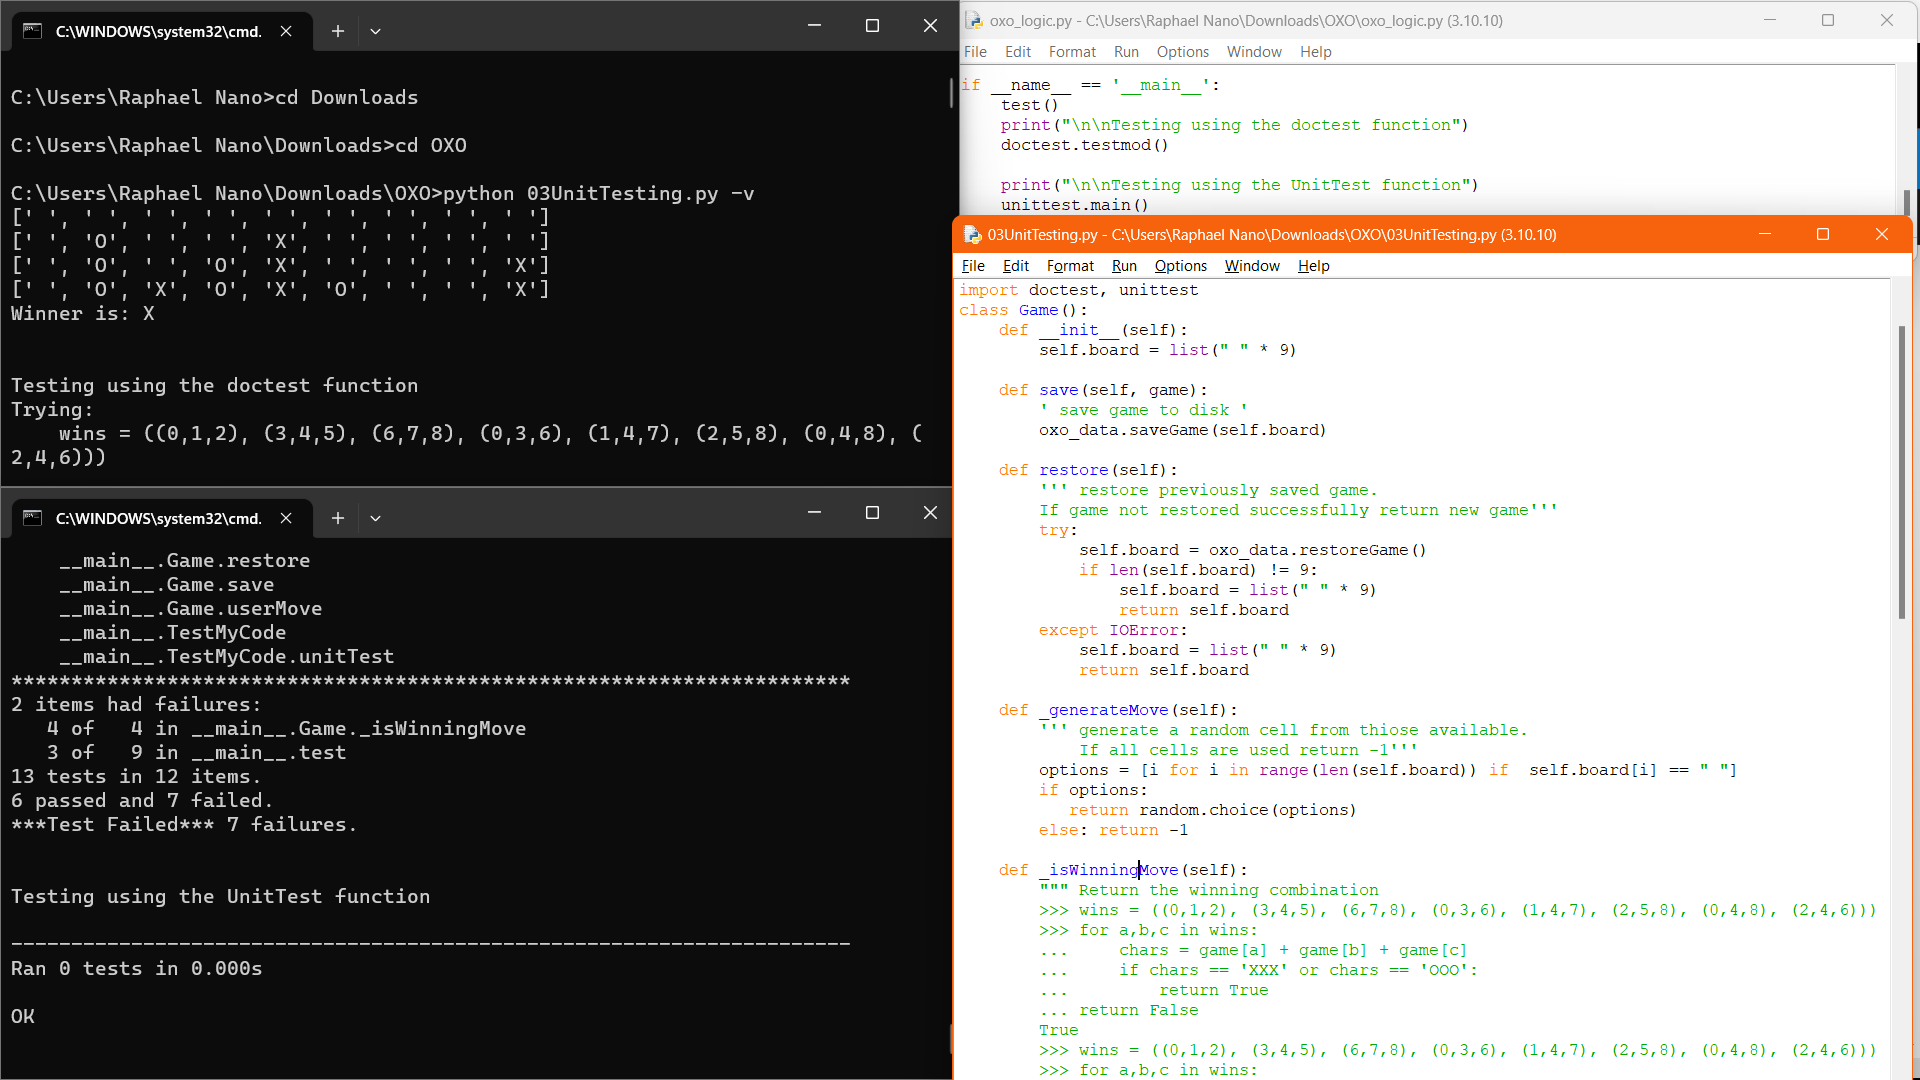 C:\WINDOWS\system32\cmd.
C:\Users\Raphael Nano>cd Downloads
C:\Users\Raphael Nano\Downloads>cd OXO
C:\Users\Raphael Nano\Downloads\OXO>python 03UnitTesting.py -v
[' ', ' ', ' ', ' ', ' ', ' ', ' ', ' ', ' ']
[' ', 'O', ' ', ' ', 'X', ' ', ' ', ' ', ' ']
[' ', 'O', ' ', 'O', 'X', ' ', ' ', ' ', 'X']
[' ', 'O', 'X', 'O', 'X', 'O', ' ', ' ', 'X']
Winner is: X
Testing using the doctest function
Trying:
    wins = ((0,1,2), (3,4,5), (6,7,8), (0,3,6), (1,4,7), (2,5,8), (0,4,8), (
2,4,6)))
C:\WINDOWS\system32\cmd.
    __main__.Game.restore
    __main__.Game.save
    __main__.Game.userMove
    __main__.TestMyCode
    __main__.TestMyCode.unitTest
**********************************************************************
2 items had failures:
   4 of   4 in __main__.Game._isWinningMove
   3 of   9 in __main__.test
13 tests in 12 items.
6 passed and 7 failed.
***Test Failed*** 7 failures.
Testing using the UnitTest function
----------------------------------------------------------------------
Ran 0 tests in 0.000s
OK
oxo_logic.py - C:\Users\Raphael Nano\Downloads\OXO\oxo_logic.py (3.10.10)
File Edit Format Run Options Window Help
if __name__ == '__main__':
    test()
    print("\n\nTesting using the doctest function")
    doctest.testmod()
    print("\n\nTesting using the UnitTest function")
    unittest.main()
03UnitTesting.py - C:\Users\Raphael Nano\Downloads\OXO\03UnitTesting.py (3.10.10)
File Edit Format Run Options Window Help
import doctest, unittest
class Game():
    def __init__(self):
        self.board = list(" " * 9)
    def save(self, game):
        ' save game to disk '
        oxo_data.saveGame(self.board)
    def restore(self):
        ''' restore previously saved game.
        If game not restored successfully return new game'''
        try:
            self.board = oxo_data.restoreGame()
            if len(self.board) != 9:
                self.board = list(" " * 9)
                return self.board
        except IOError:
            self.board = list(" " * 9)
            return self.board
    def _generateMove(self):
        ''' generate a random cell from thiose available.
            If all cells are used return -1'''
        options = [i for i in range(len(self.board)) if  self.board[i] == " "]
        if options:
           return random.choice(options)
        else: return -1
    def _isWinningMove(self):
        """ Return the winning combination
        >>> wins = ((0,1,2), (3,4,5), (6,7,8), (0,3,6), (1,4,7), (2,5,8), (0,4,8), (2,4,6)))
        >>> for a,b,c in wins:
        ...     chars = game[a] + game[b] + game[c]
        ...     if chars == 'XXX' or chars == 'OOO':
        ...         return True
        ... return False
        True
        >>> wins = ((0,1,2), (3,4,5), (6,7,8), (0,3,6), (1,4,7), (2,5,8), (0,4,8), (2,4,6)))
        >>> for a,b,c in wins: